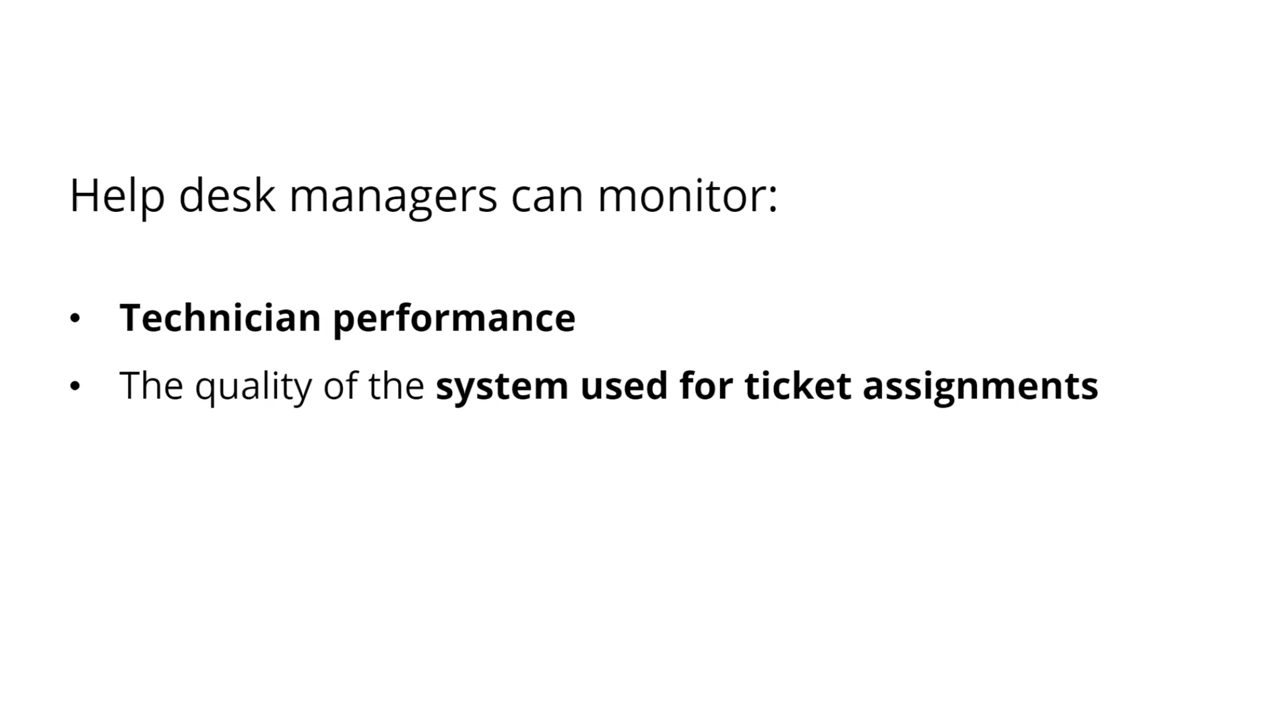 Help desk managers can monitor:
• Technician performance
• The quality of the system used for ticket assignments